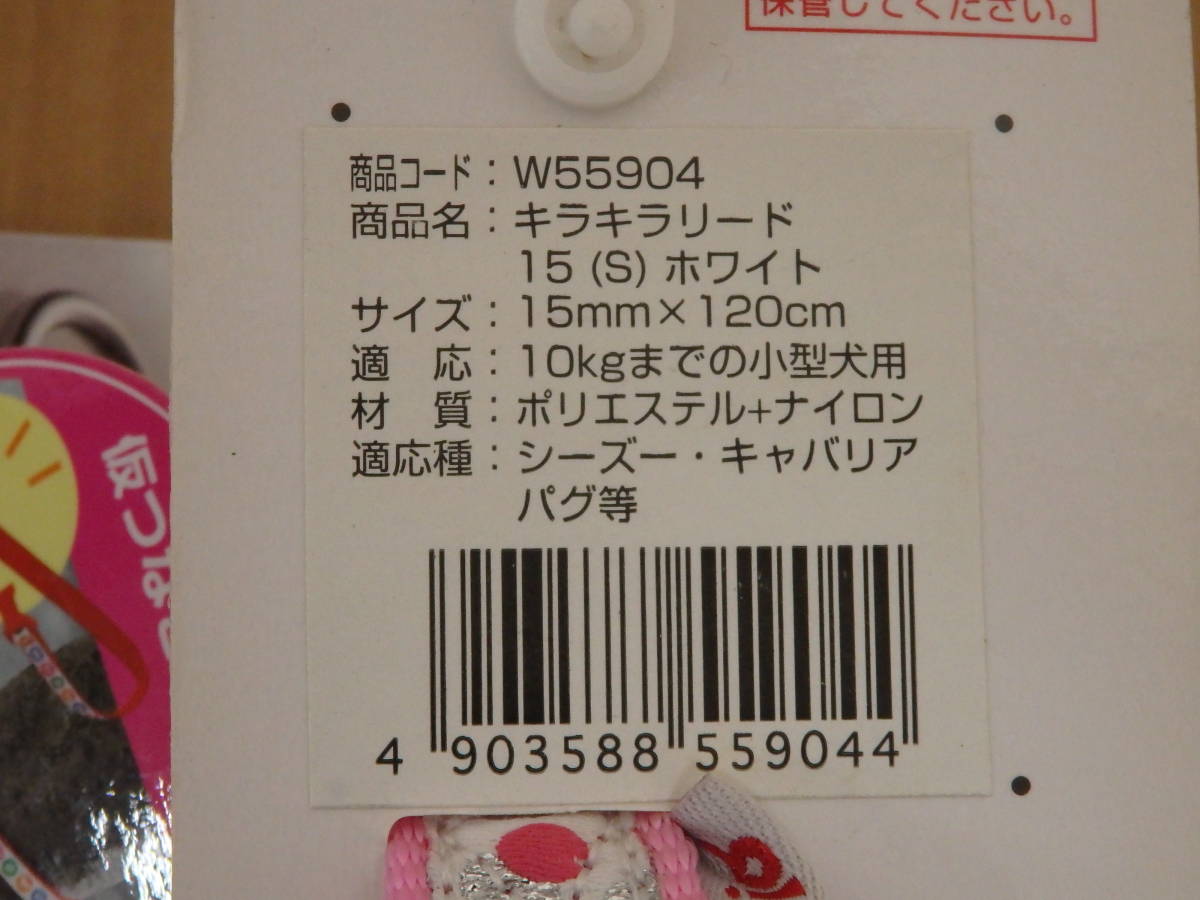 保管してください。
商品コード：W55904
商品名：キラキラリード
15 (S) ホワイト
サイズ：15mm×120cm
適　応：10kgまでの小型犬用
材　質：ポリエステル+ナイロン
適応種：シーズー・キャバリア
パグ等
4 903588 559044
仮つな